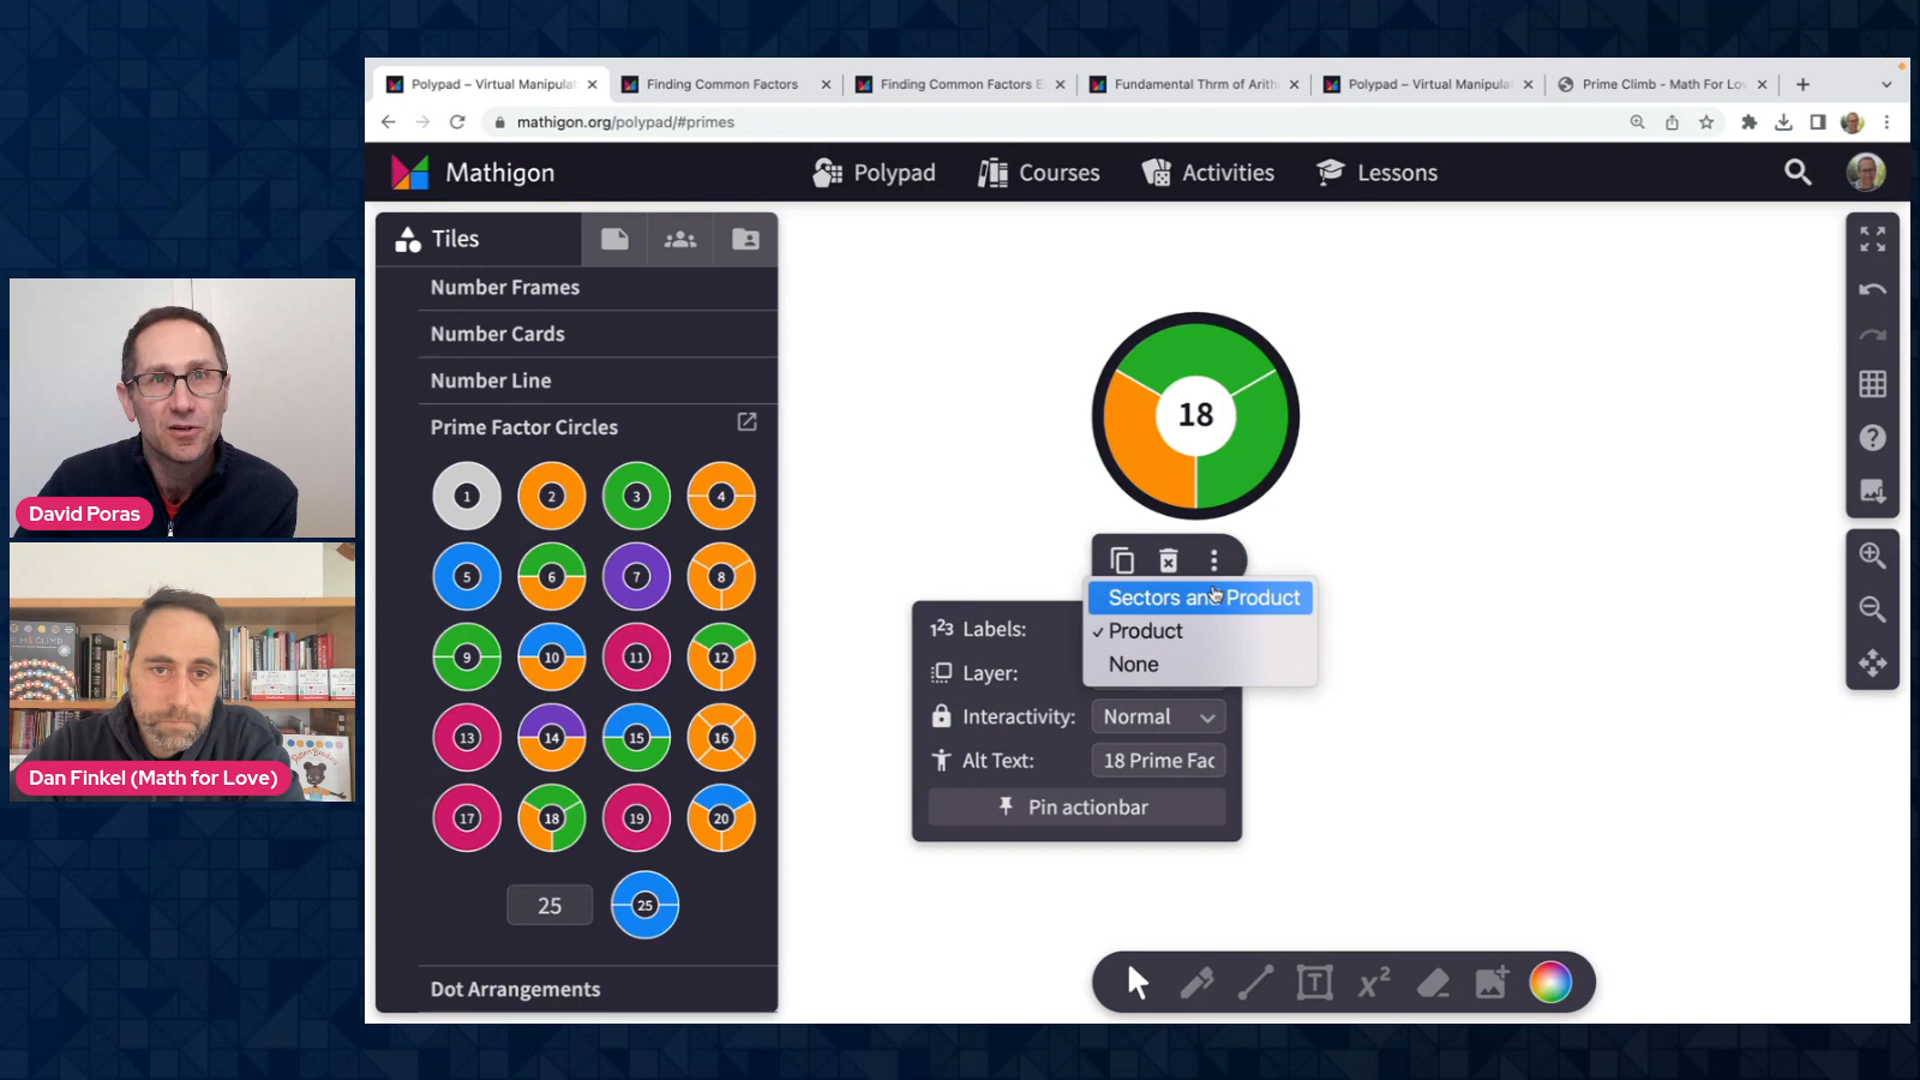 Polypad – Virtual Manipula
Finding Common Factors
Finding Common Factors E
Fundamental Thrm of Arith
Polypad – Virtual Manipula
Prime Climb - Math For Lov
mathigon.org/polypad/#primes
Mathigon
Polypad
Courses
Activities
Lessons
Tiles
Number Frames
Number Cards
Number Line
Prime Factor Circles
1 2 3 4
5 6 7 8
9 10 11 12
13 14 15 16
17 18 19 20
25 25
Dot Arrangements
18
Sectors and Product
✓ Product
None
1²3 Labels:
Layer:
Interactivity: Normal
Alt Text: 18 Prime Fac
Pin actionbar
T x²
David Poras
Dan Finkel (Math for Love)